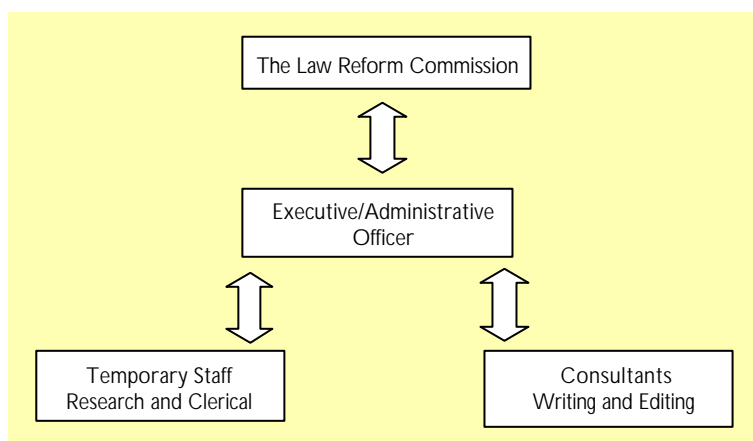 The Law Reform Commission
Executive/Administrative
Officer
Temporary Staff
Research and Clerical
Consultants
Writing and Editing